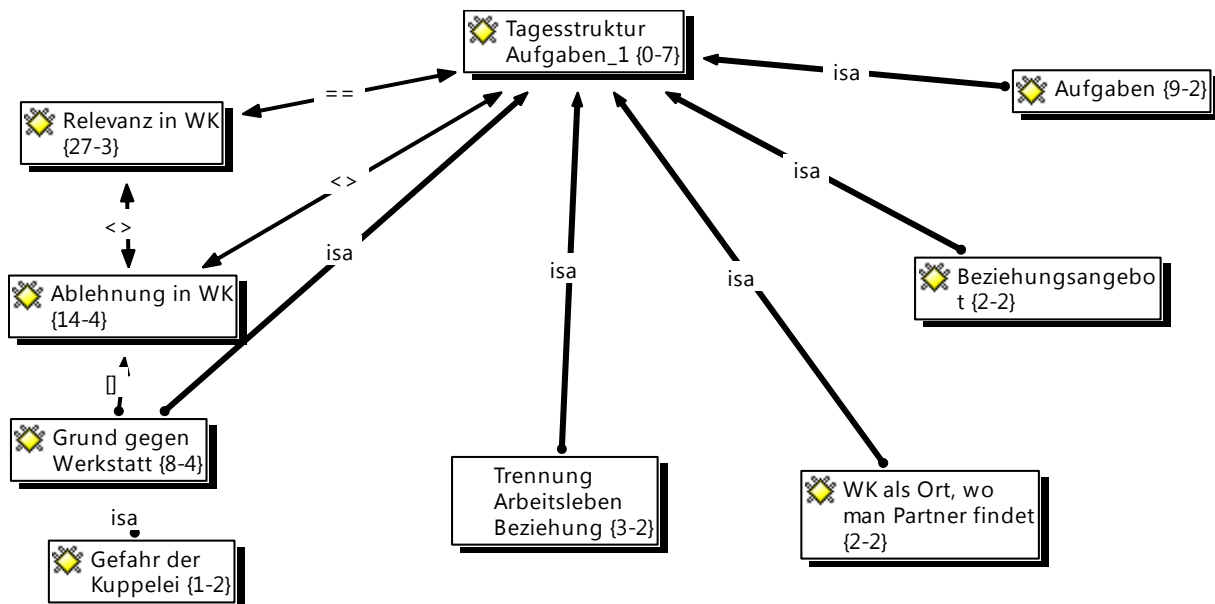 Tagesstruktur
Aufgaben_1 {0-7}
isa
Aufgaben {9-2}
==
Relevanz in WK
{27-3}
isa
<>
<>
isa
isa
isa
Ablehnung in WK
{14-4}
Beziehungsangebo
t {2-2}
[]
Grund gegen
Werkstatt {8-4}
Trennung
Arbeitsleben
Beziehung {3-2}
WK als Ort, wo
man Partner findet
{2-2}
isa
Gefahr der
Kuppelei {1-2}